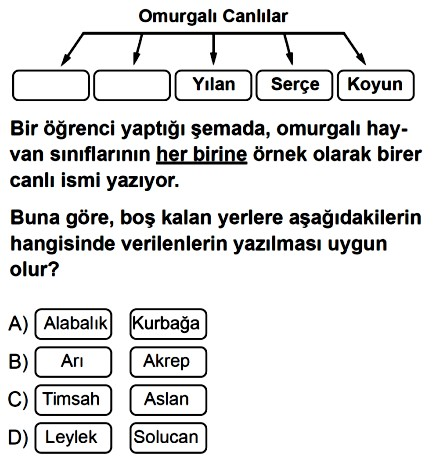 Omurgalı Canlılar
Yılan Serçe Koyun
Bir öğrenci yaptığı şemada, omurgalı hay-
van sınıflarının her birine örnek olarak birer
canlı ismi yazıyor.
Buna göre, boş kalan yerlere aşağıdakilerin
hangisinde verilenlerin yazılması uygun
olur?
A) Alabalık Kurbağa
B) Arı Akrep
C) Timsah Aslan
D) Leylek Solucan